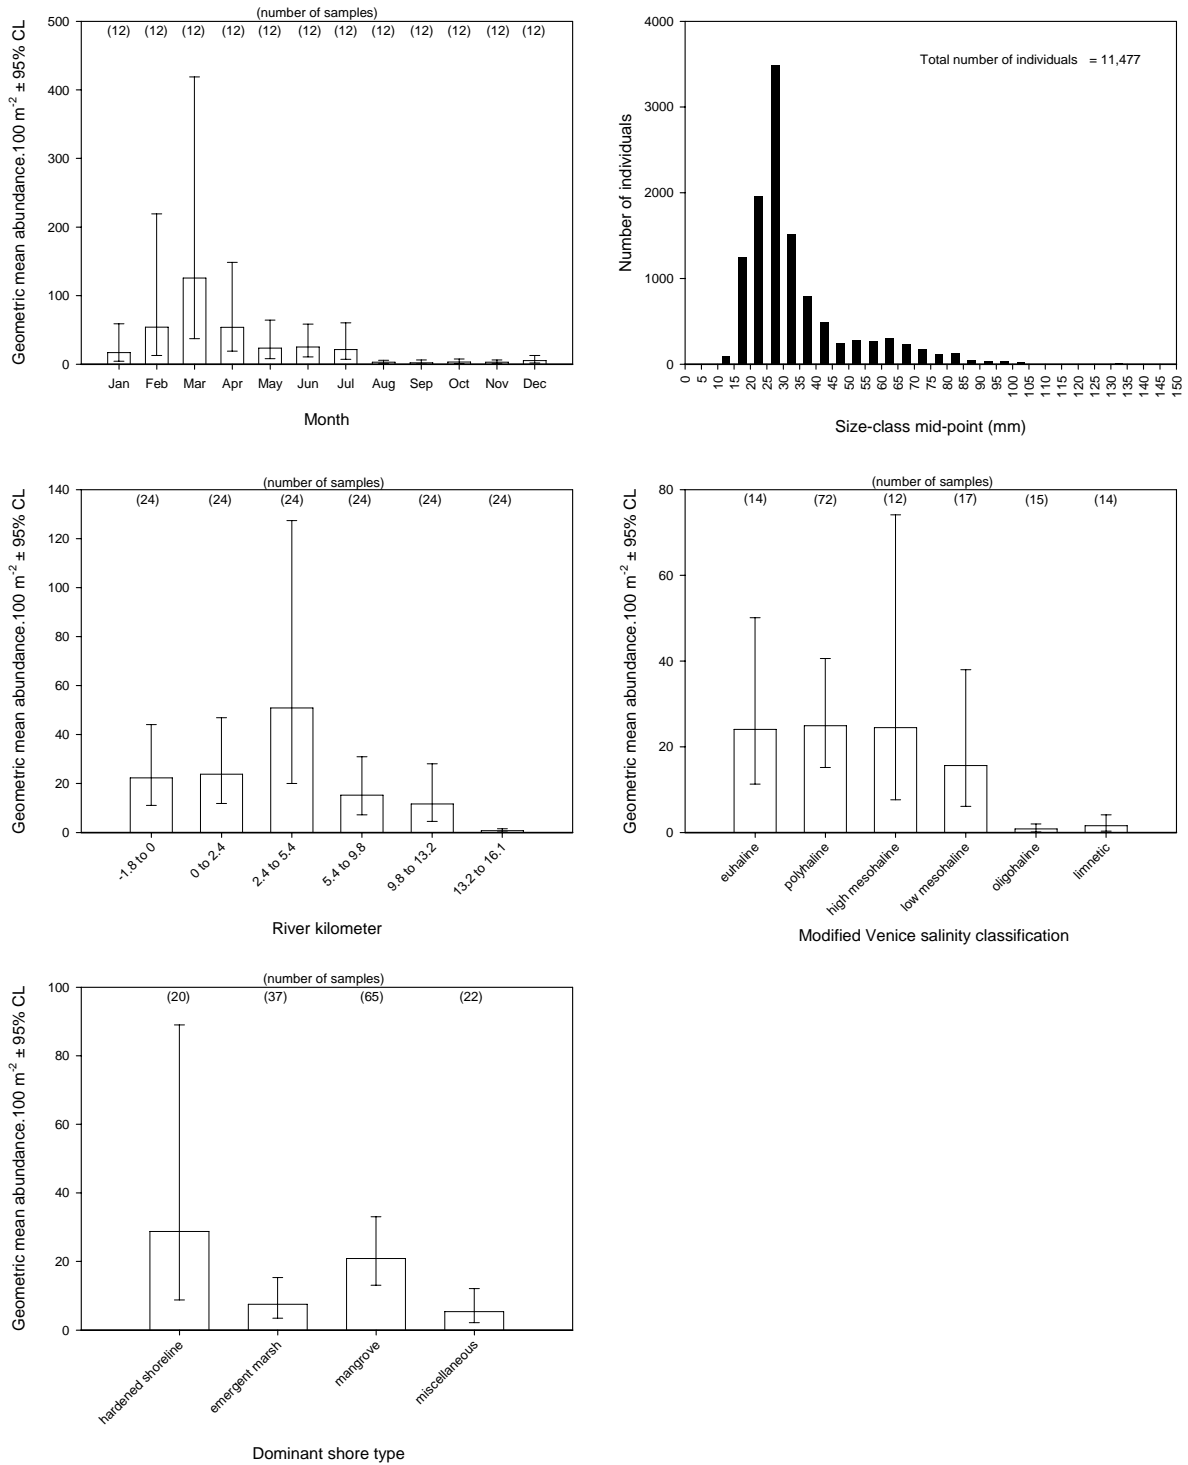 (number of samples)
(12) (12) (12) (12) (12) (12) (12) (12) (12) (12) (12) (12)
Geometric mean abundance.100 m-2 ± 95% CL
500
400
300
200
100
0
Jan Feb Mar Apr May Jun Jul Aug Sep Oct Nov Dec
Month
Total number of individuals = 11,477
Number of individuals
4000
3000
2000
1000
0
0 5 10 15 20 25 30 35 40 45 50 55 60 65 70 75 80 85 90 95 100 105 110 115 120 125 130 135 140 145 150
Size-class mid-point (mm)
(number of samples)
(24) (24) (24) (24) (24) (24)
Geometric mean abundance.100 m-2 ± 95% CL
140
120
100
80
60
40
20
0
-1.8 to 0
0 to 2.4
2.4 to 5.4
5.4 to 9.8
9.8 to 13.2
13.2 to 16.1
River kilometer
(number of samples)
(14) (72) (12) (17) (15) (14)
Geometric mean abundance.100 m-2 ± 95% CL
80
60
40
20
0
euhaline
polyhaline
high mesohaline
low mesohaline
oligohaline
limnetic
Modified Venice salinity classification
(number of samples)
(20) (37) (65) (22)
Geometric mean abundance.100 m-2 ± 95% CL
100
80
60
40
20
0
hardened shoreline
emergent marsh
mangrove
miscellaneous
Dominant shore type